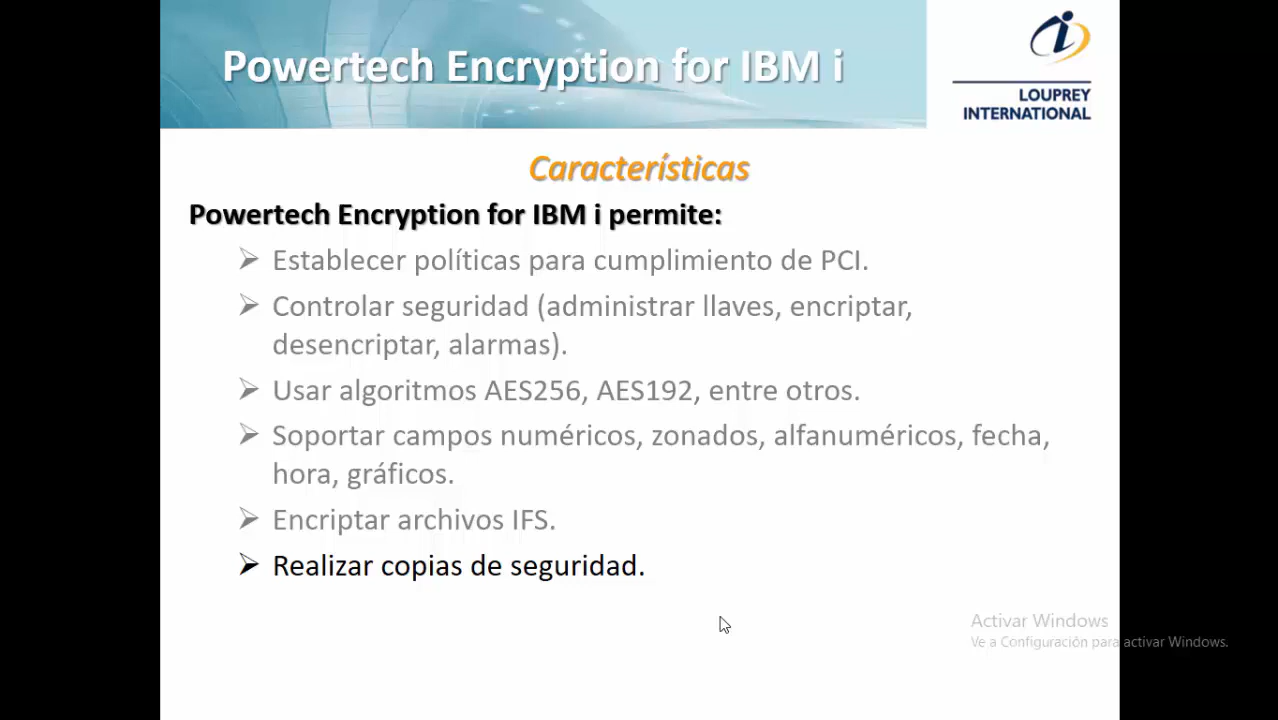 Powertech Encryption for IBM i
LOUPREY
INTERNATIONAL
Características
Powertech Encryption for IBM i permite:
Establecer políticas para cumplimiento de PCI.
Controlar seguridad (administrar llaves, encriptar,
desencriptar, alarmas).
Usar algoritmos AES256, AES192, entre otros.
Soportar campos numéricos, zonados, alfanuméricos, fecha,
hora, gráficos.
Encriptar archivos IFS.
Realizar copias de seguridad.
Activar Windows
Ve a Configuración para activar Windows.